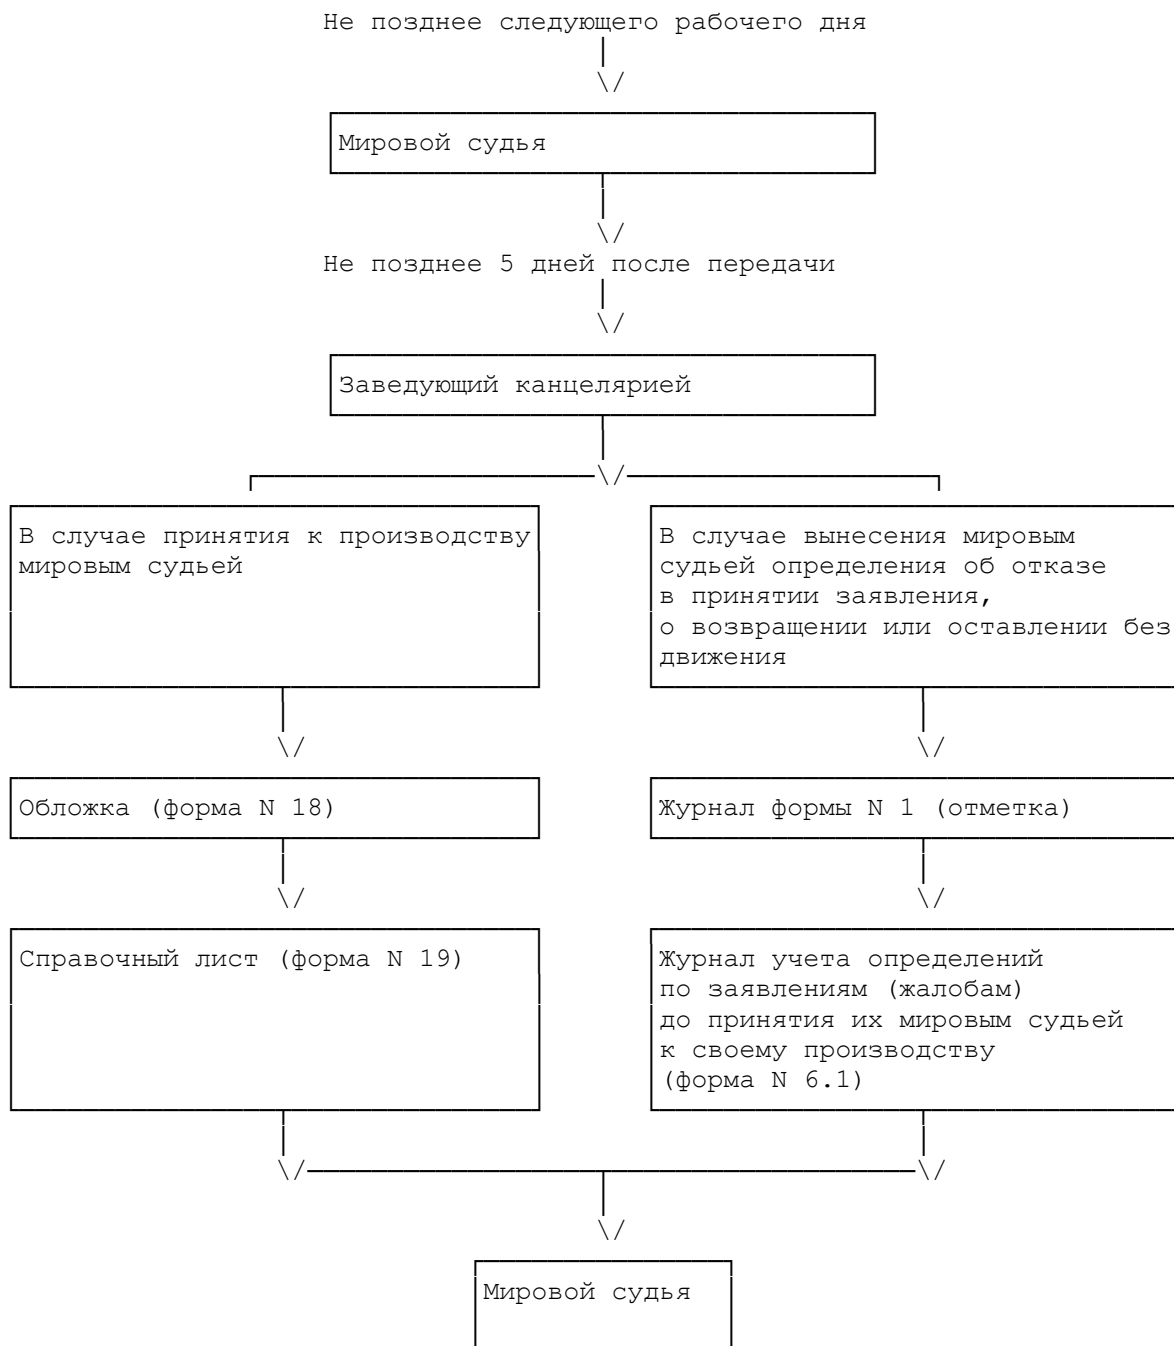 Не позднее следующего рабочего дня
Мировой судья
Не позднее 5 дней после передачи
Заведующий канцелярией
В случае принятия к производству
мировым судьей
В случае вынесения мировым
судьей определения об отказе
в принятии заявления,
о возвращении или оставлении без
движения
Обложка (форма N 18)
Журнал формы N 1 (отметка)
Справочный лист (форма N 19)
Журнал учета определений
по заявлениям (жалобам)
до принятия их мировым судьей
к своему производству
(форма N 6.1)
Мировой судья